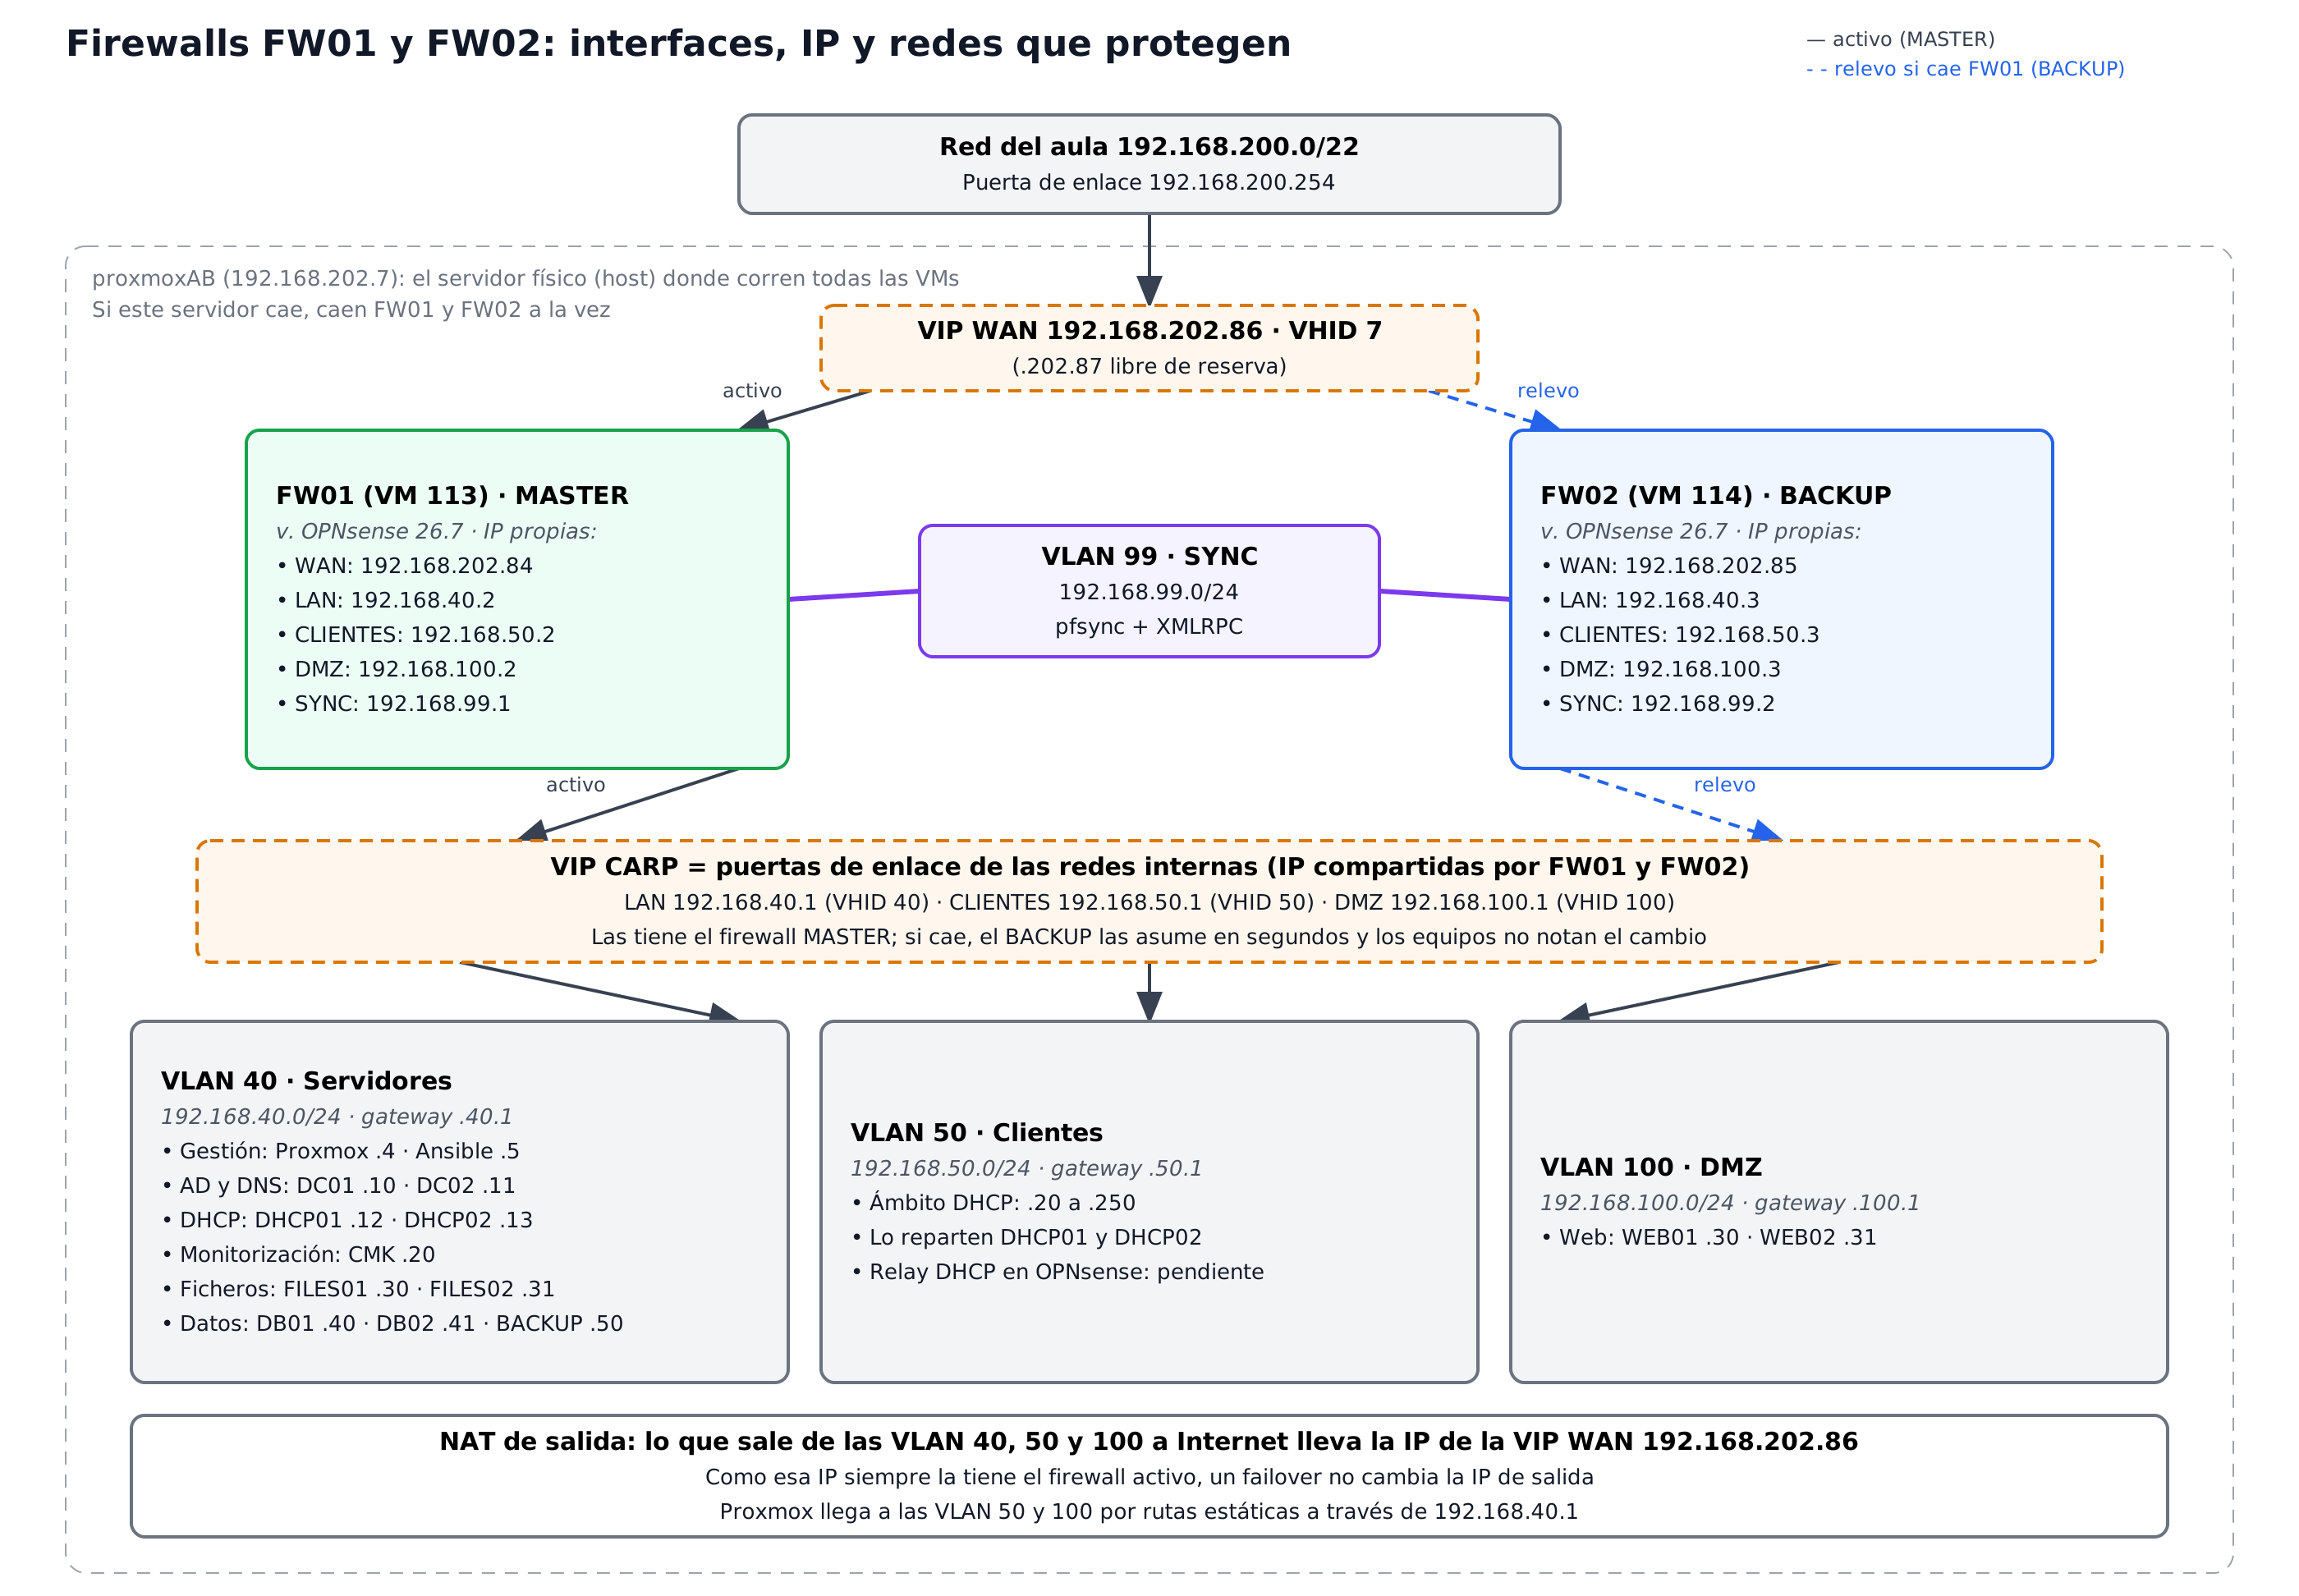 Firewalls FW01 y FW02: interfaces, IP y redes que protegen
— activo (MASTER)
- - relevo si cae FW01 (BACKUP)
Red del aula 192.168.200.0/22
Puerta de enlace 192.168.200.254
proxmoxAB (192.168.202.7): el servidor físico (host) donde corren todas las VMs
Si este servidor cae, caen FW01 y FW02 a la vez
VIP WAN 192.168.202.86 · VHID 7
(.202.87 libre de reserva)
activo
relevo
FW01 (VM 113) · MASTER
v. OPNsense 26.7 · IP propias:
• WAN: 192.168.202.84
• LAN: 192.168.40.2
• CLIENTES: 192.168.50.2
• DMZ: 192.168.100.2
• SYNC: 192.168.99.1
VLAN 99 · SYNC
192.168.99.0/24
pfsync + XMLRPC
FW02 (VM 114) · BACKUP
v. OPNsense 26.7 · IP propias:
• WAN: 192.168.202.85
• LAN: 192.168.40.3
• CLIENTES: 192.168.50.3
• DMZ: 192.168.100.3
• SYNC: 192.168.99.2
activo
relevo
VIP CARP = puertas de enlace de las redes internas (IP compartidas por FW01 y FW02)
LAN 192.168.40.1 (VHID 40) · CLIENTES 192.168.50.1 (VHID 50) · DMZ 192.168.100.1 (VHID 100)
Las tiene el firewall MASTER; si cae, el BACKUP las asume en segundos y los equipos no notan el cambio
VLAN 40 · Servidores
192.168.40.0/24 · gateway .40.1
• Gestión: Proxmox .4 · Ansible .5
• AD y DNS: DC01 .10 · DC02 .11
• DHCP: DHCP01 .12 · DHCP02 .13
• Monitorización: CMK .20
• Ficheros: FILES01 .30 · FILES02 .31
• Datos: DB01 .40 · DB02 .41 · BACKUP .50
VLAN 50 · Clientes
192.168.50.0/24 · gateway .50.1
• Ámbito DHCP: .20 a .250
• Lo reparten DHCP01 y DHCP02
• Relay DHCP en OPNsense: pendiente
VLAN 100 · DMZ
192.168.100.0/24 · gateway .100.1
• Web: WEB01 .30 · WEB02 .31
NAT de salida: lo que sale de las VLAN 40, 50 y 100 a Internet lleva la IP de la VIP WAN 192.168.202.86
Como esa IP siempre la tiene el firewall activo, un failover no cambia la IP de salida
Proxmox llega a las VLAN 50 y 100 por rutas estáticas a través de 192.168.40.1